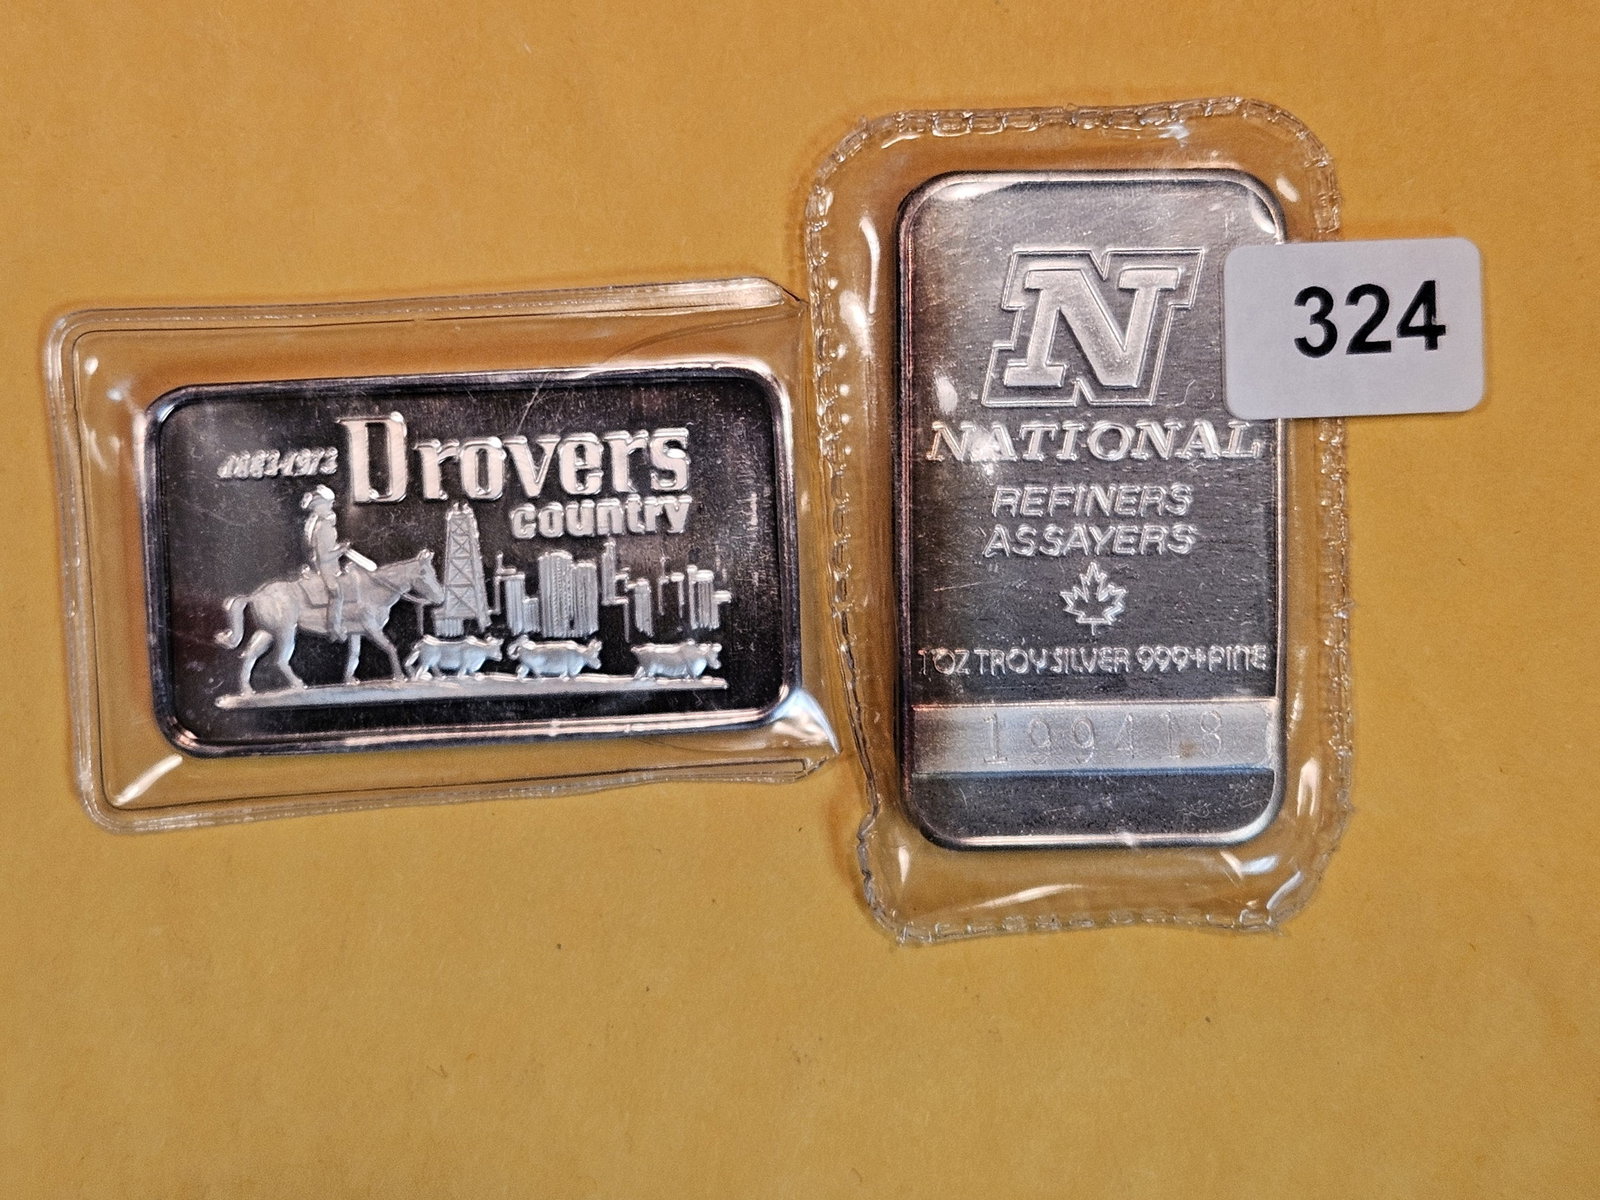 1883-1973
Drovers
country
N
NATIONAL
REFINERS
ASSAYERS
1 OZ TROY SILVER 999+FINE
199418
324